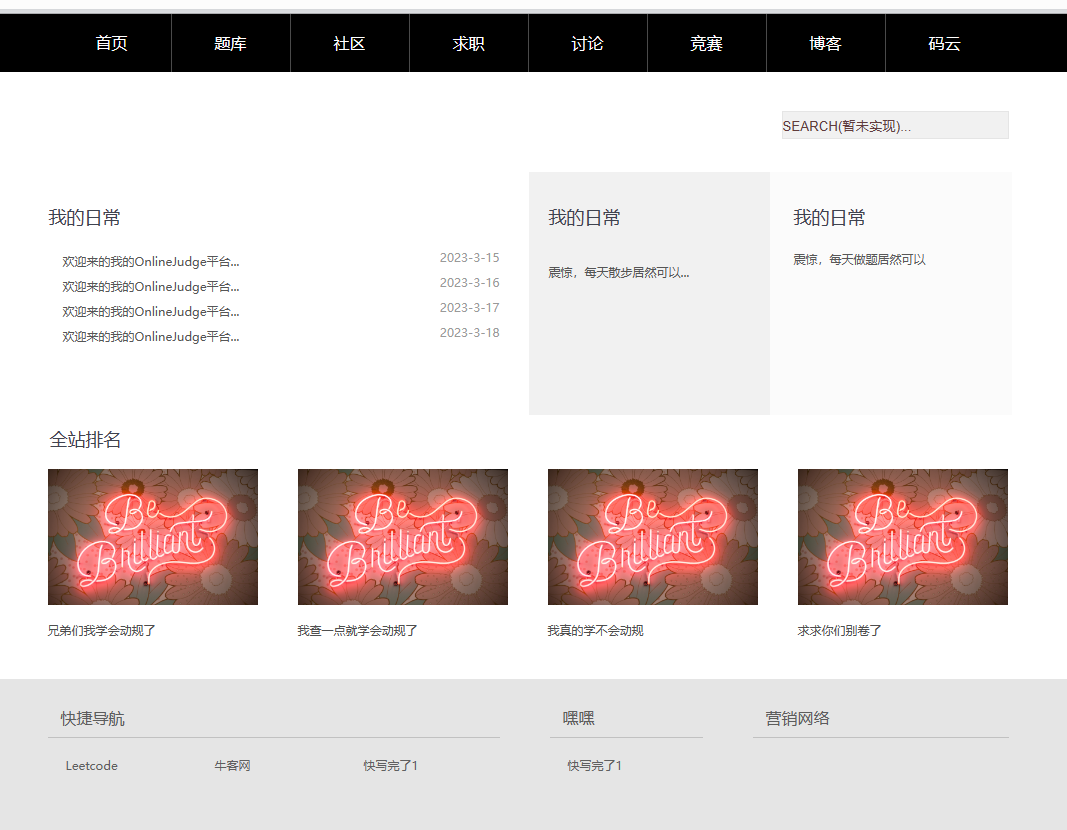 首页 题库 社区 求职 讨论 竞赛 博客 码云
SEARCH(暂未实现)...
我的日常
欢迎来的我的OnlineJudge平台... 2023-3-15
欢迎来的我的OnlineJudge平台... 2023-3-16
欢迎来的我的OnlineJudge平台... 2023-3-17
欢迎来的我的OnlineJudge平台... 2023-3-18
我的日常
震惊，每天散步居然可以...
我的日常
震惊，每天做题居然可以
全站排名
Be
Brilliant
Be
Brilliant
Be
Brilliant
Be
Brilliant
兄弟们我学会动规了
我查一点就学会动规了
我真的学不会动规
求求你们别卷了
快捷导航
Leetcode 牛客网 快写完了1
嘿嘿
快写完了1
营销网络